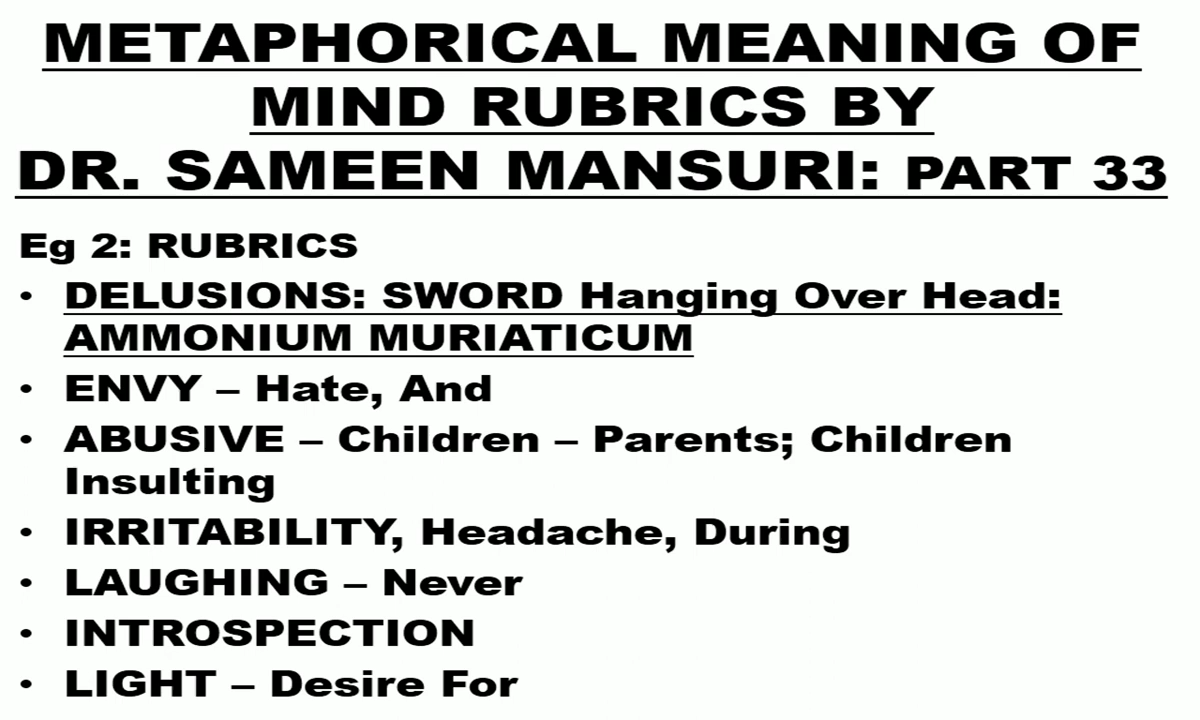 METAPHORICAL MEANING OF
MIND RUBRICS BY
DR. SAMEEN MANSURI: PART 33
Eg 2: RUBRICS
• DELUSIONS: SWORD Hanging Over Head:
AMMONIUM MURIATICUM
• ENVY – Hate, And
• ABUSIVE – Children – Parents; Children
Insulting
• IRRITABILITY, Headache, During
• LAUGHING – Never
• INTROSPECTION
• LIGHT – Desire For